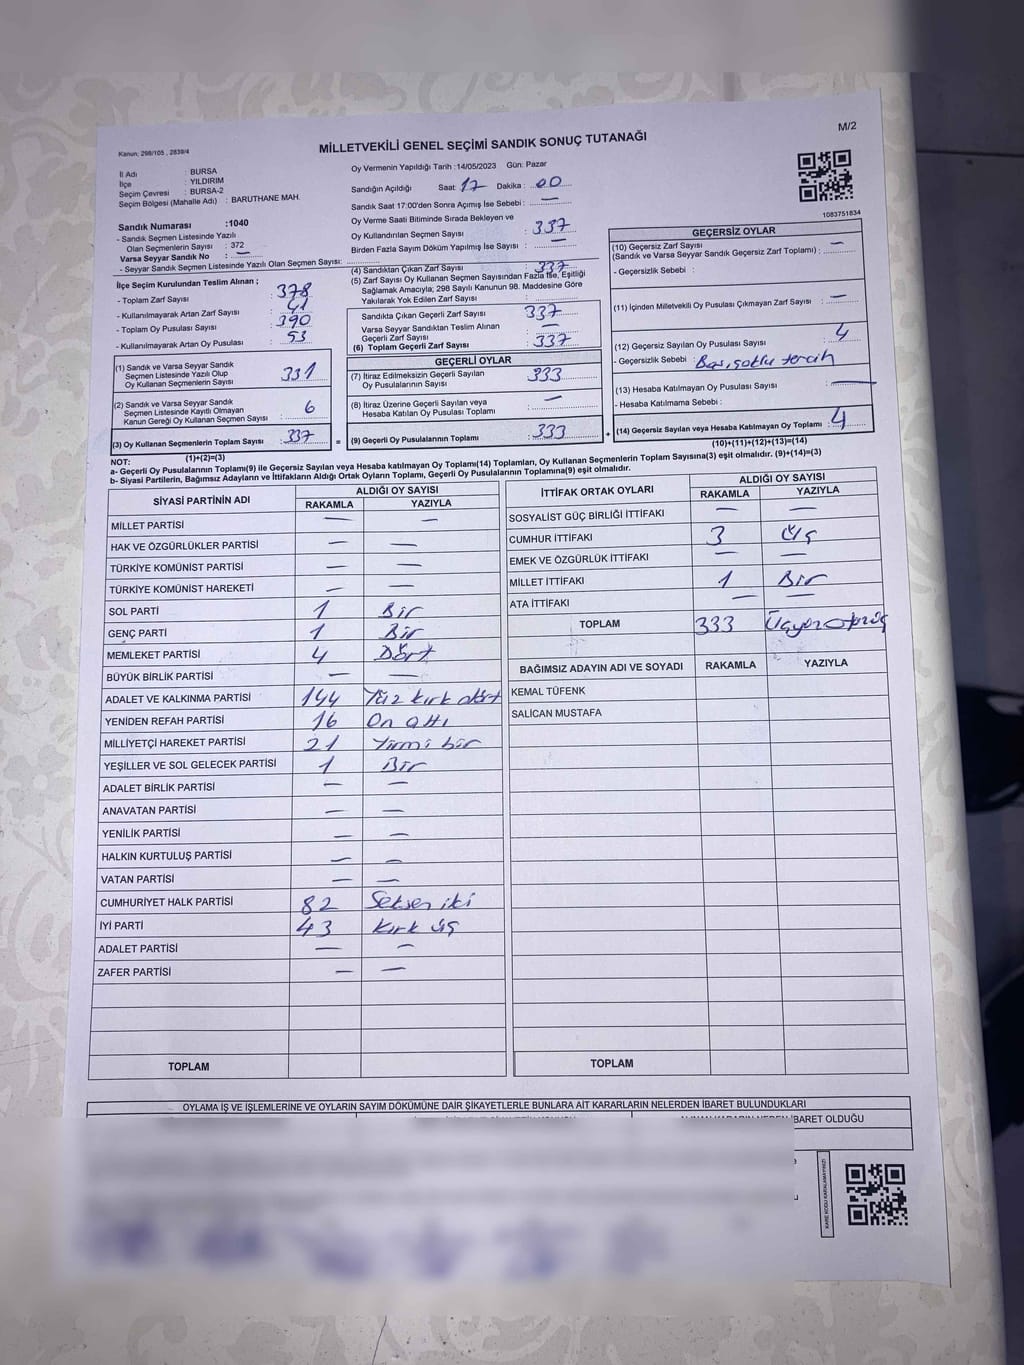 M/2
Kanun: 298/105 , 2839/4
MİLLETVEKİLİ GENEL SEÇİMİ SANDIK SONUÇ TUTANAĞI
İl Adı : BURSA
İlçe : YILDIRIM
Seçim Çevresi : BURSA-2
Seçim Bölgesi (Mahalle Adı) : BARUTHANE MAH.
Sandık Numarası :1040
- Sandık Seçmen Listesinde Yazılı
Olan Seçmenlerin Sayısı : 372
Varsa Seyyar Sandık No : —
- Seyyar Sandık Seçmen Listesinde Yazılı Olan Seçmen Sayısı:
Oy Vermenin Yapıldığı Tarih :14/05/2023 Gün: Pazar
Sandığın Açıldığı Saat 17 Dakika : 00
Sandık Saat 17:00'den Sonra Açımış İse Sebebi : —
Oy Verme Saati Bitiminde Sırada Bekleyen ve
Oy Kullandırılan Seçmen Sayısı : 337
Birden Fazla Sayım Döküm Yapılmış İse Sayısı : —
1083751834
İlçe Seçim Kurulundan Teslim Alınan ;
- Toplam Zarf Sayısı : 378
- Kullanılmayarak Artan Zarf Sayısı : 41
- Toplam Oy Pusulası Sayısı : 390
- Kullanılmayarak Artan Oy Pusulası : 53
(1) Sandık ve Varsa Seyyar Sandık
Seçmen Listesinde Yazılı Olup
Oy Kullanan Seçmenlerin Sayısı : 331
(2) Sandık ve Varsa Seyyar Sandık
Seçmen Listesinde Kayıtlı Olmayan
Kanun Gereği Oy Kullanan Seçmen Sayısı : 6
(3) Oy Kullanan Seçmenlerin Toplam Sayısı : 337
(1)+(2)=(3)
(4) Sandıktan Çıkan Zarf Sayısı : 337
(5) Zarf Sayısı Oy Kullanan Seçmen Sayısından Fazla İse, Eşitliği
Sağlamak Amacıyla; 298 Sayılı Kanunun 98. Maddesine Göre
Yakılarak Yok Edilen Zarf Sayısı :
Sandıkta Çıkan Geçerli Zarf Sayısı : 337
Varsa Seyyar Sandıktan Teslim Alınan
Geçerli Zarf Sayısı : —
(6) Toplam Geçerli Zarf Sayısı : 337
GEÇERLİ OYLAR
(7) İtiraz Edilmeksizin Geçerli Sayılan
Oy Pusulalarının Sayısı : 333
(8) İtiraz Üzerine Geçerli Sayılan veya
Hesaba Katılan Oy Pusulası Toplamı : —
= (9) Geçerli Oy Pusulalarının Toplamı : 333 +
GEÇERSİZ OYLAR
(10) Geçersiz Zarf Sayısı
(Sandık ve Varsa Seyyar Sandık Geçersiz Zarf Toplamı) : —
- Geçersizlik Sebebi :
(11) İçinden Milletvekili Oy Pusulası Çıkmayan Zarf Sayısı : —
(12) Geçersiz Sayılan Oy Pusulası Sayısı : 4
- Geçersizlik Sebebi : tercih
(13) Hesaba Katılmayan Oy Pusulası Sayısı : —
- Hesaba Katılmama Sebebi :
(14) Geçersiz Sayılan veya Hesaba Katılmayan Oy Toplamı : 4
(10)+(11)+(12)+(13)=(14)
NOT:
a- Geçerli Oy Pusulalarının Toplamı(9) ile Geçersiz Sayılan veya Hesaba katılmayan Oy Toplamı(14) Toplamları, Oy Kullanan Seçmenlerin Toplam Sayısına(3) eşit olmalıdır. (9)+(14)=(3)
b- Siyasi Partilerin, Bağımsız Adayların ve İttifakların Aldığı Ortak Oyların Toplamı, Geçerli Oy Pusulalarının Toplamına(9) eşit olmalıdır.
SİYASİ PARTİNİN ADI ALDIĞI OY SAYISI
RAKAMLA YAZIYLA
MİLLET PARTİSİ — —
HAK VE ÖZGÜRLÜKLER PARTİSİ — —
TÜRKİYE KOMÜNİST PARTİSİ — —
TÜRKİYE KOMÜNİST HAREKETİ — —
SOL PARTİ 1 Bir
GENÇ PARTİ 1 Bir
MEMLEKET PARTİSİ 4 Dört
BÜYÜK BİRLİK PARTİSİ — —
ADALET VE KALKINMA PARTİSİ 144 Yüz kırk dört
YENİDEN REFAH PARTİSİ 16 On altı
MİLLİYETÇİ HAREKET PARTİSİ 21 Yirmi bir
YEŞİLLER VE SOL GELECEK PARTİSİ 1 Bir
ADALET BİRLİK PARTİSİ — —
ANAVATAN PARTİSİ — —
YENİLİK PARTİSİ — —
HALKIN KURTULUŞ PARTİSİ — —
VATAN PARTİSİ — —
CUMHURİYET HALK PARTİSİ 82 Seksen iki
İYİ PARTİ 43 Kırk üç
ADALET PARTİSİ — —
ZAFER PARTİSİ — —
TOPLAM
İTTİFAK ORTAK OYLARI ALDIĞI OY SAYISI
RAKAMLA YAZIYLA
SOSYALİST GÜÇ BİRLİĞİ İTTİFAKI — —
CUMHUR İTTİFAKI 3 Üç
EMEK VE ÖZGÜRLÜK İTTİFAKI — —
MİLLET İTTİFAKI 1 Bir
ATA İTTİFAKI — —
TOPLAM 333 Üçyüzotuzüç
BAĞIMSIZ ADAYIN ADI VE SOYADI RAKAMLA YAZIYLA
KEMAL TÜFENK
SALİCAN MUSTAFA
TOPLAM
OYLAMA İŞ VE İŞLEMLERİNE VE OYLARIN SAYIM DÖKÜMÜNE DAİR ŞİKAYETLERLE BUNLARA AİT KARARLARIN NELERDEN İBARET BULUNDUKLARI
İBARET OLDUĞU
KARE KODU KARALAMAYINIZ!